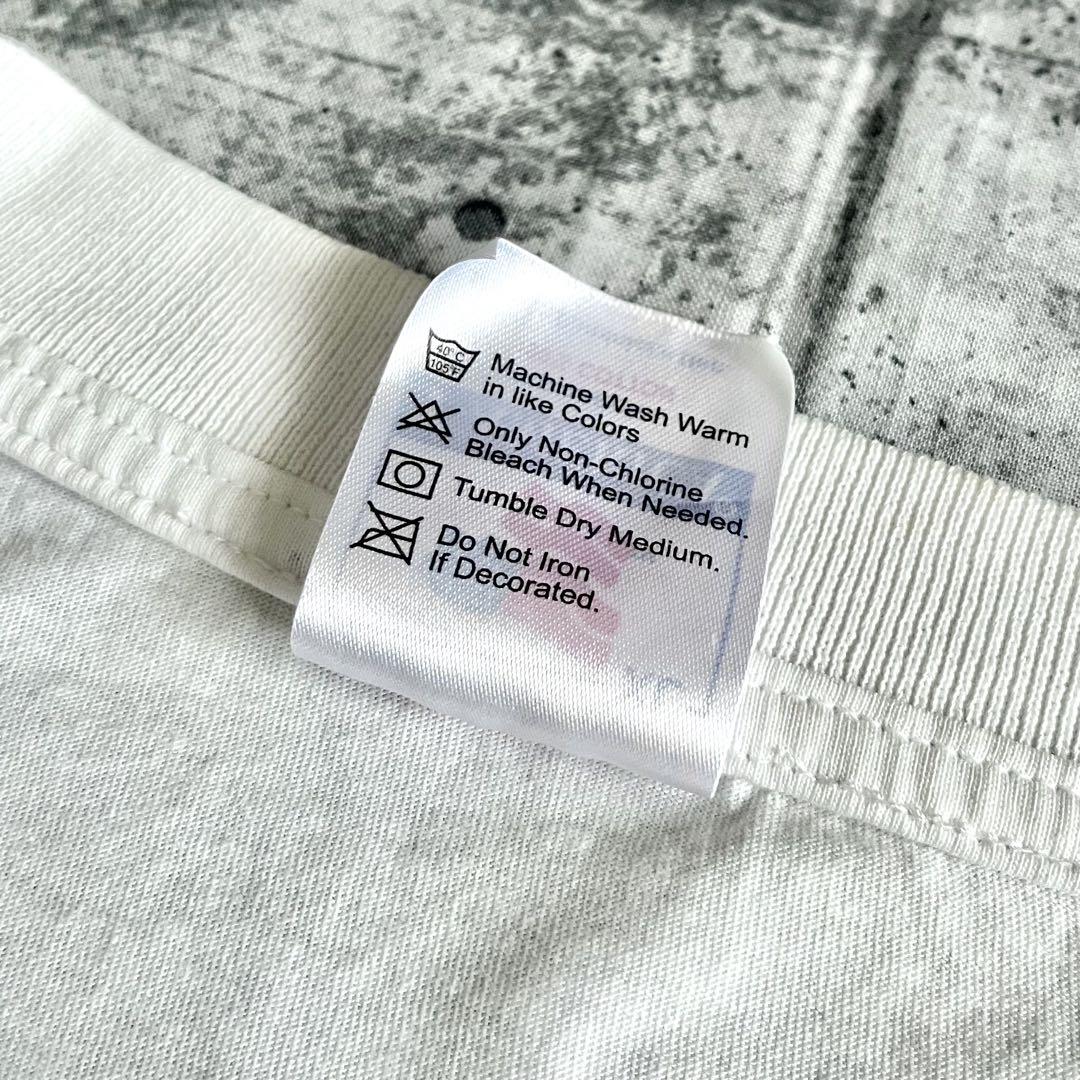 40°C
105°F
Machine Wash Warm
in like Colors
Only Non-Chlorine
Bleach When Needed.
Tumble Dry Medium.
Do Not Iron
If Decorated.